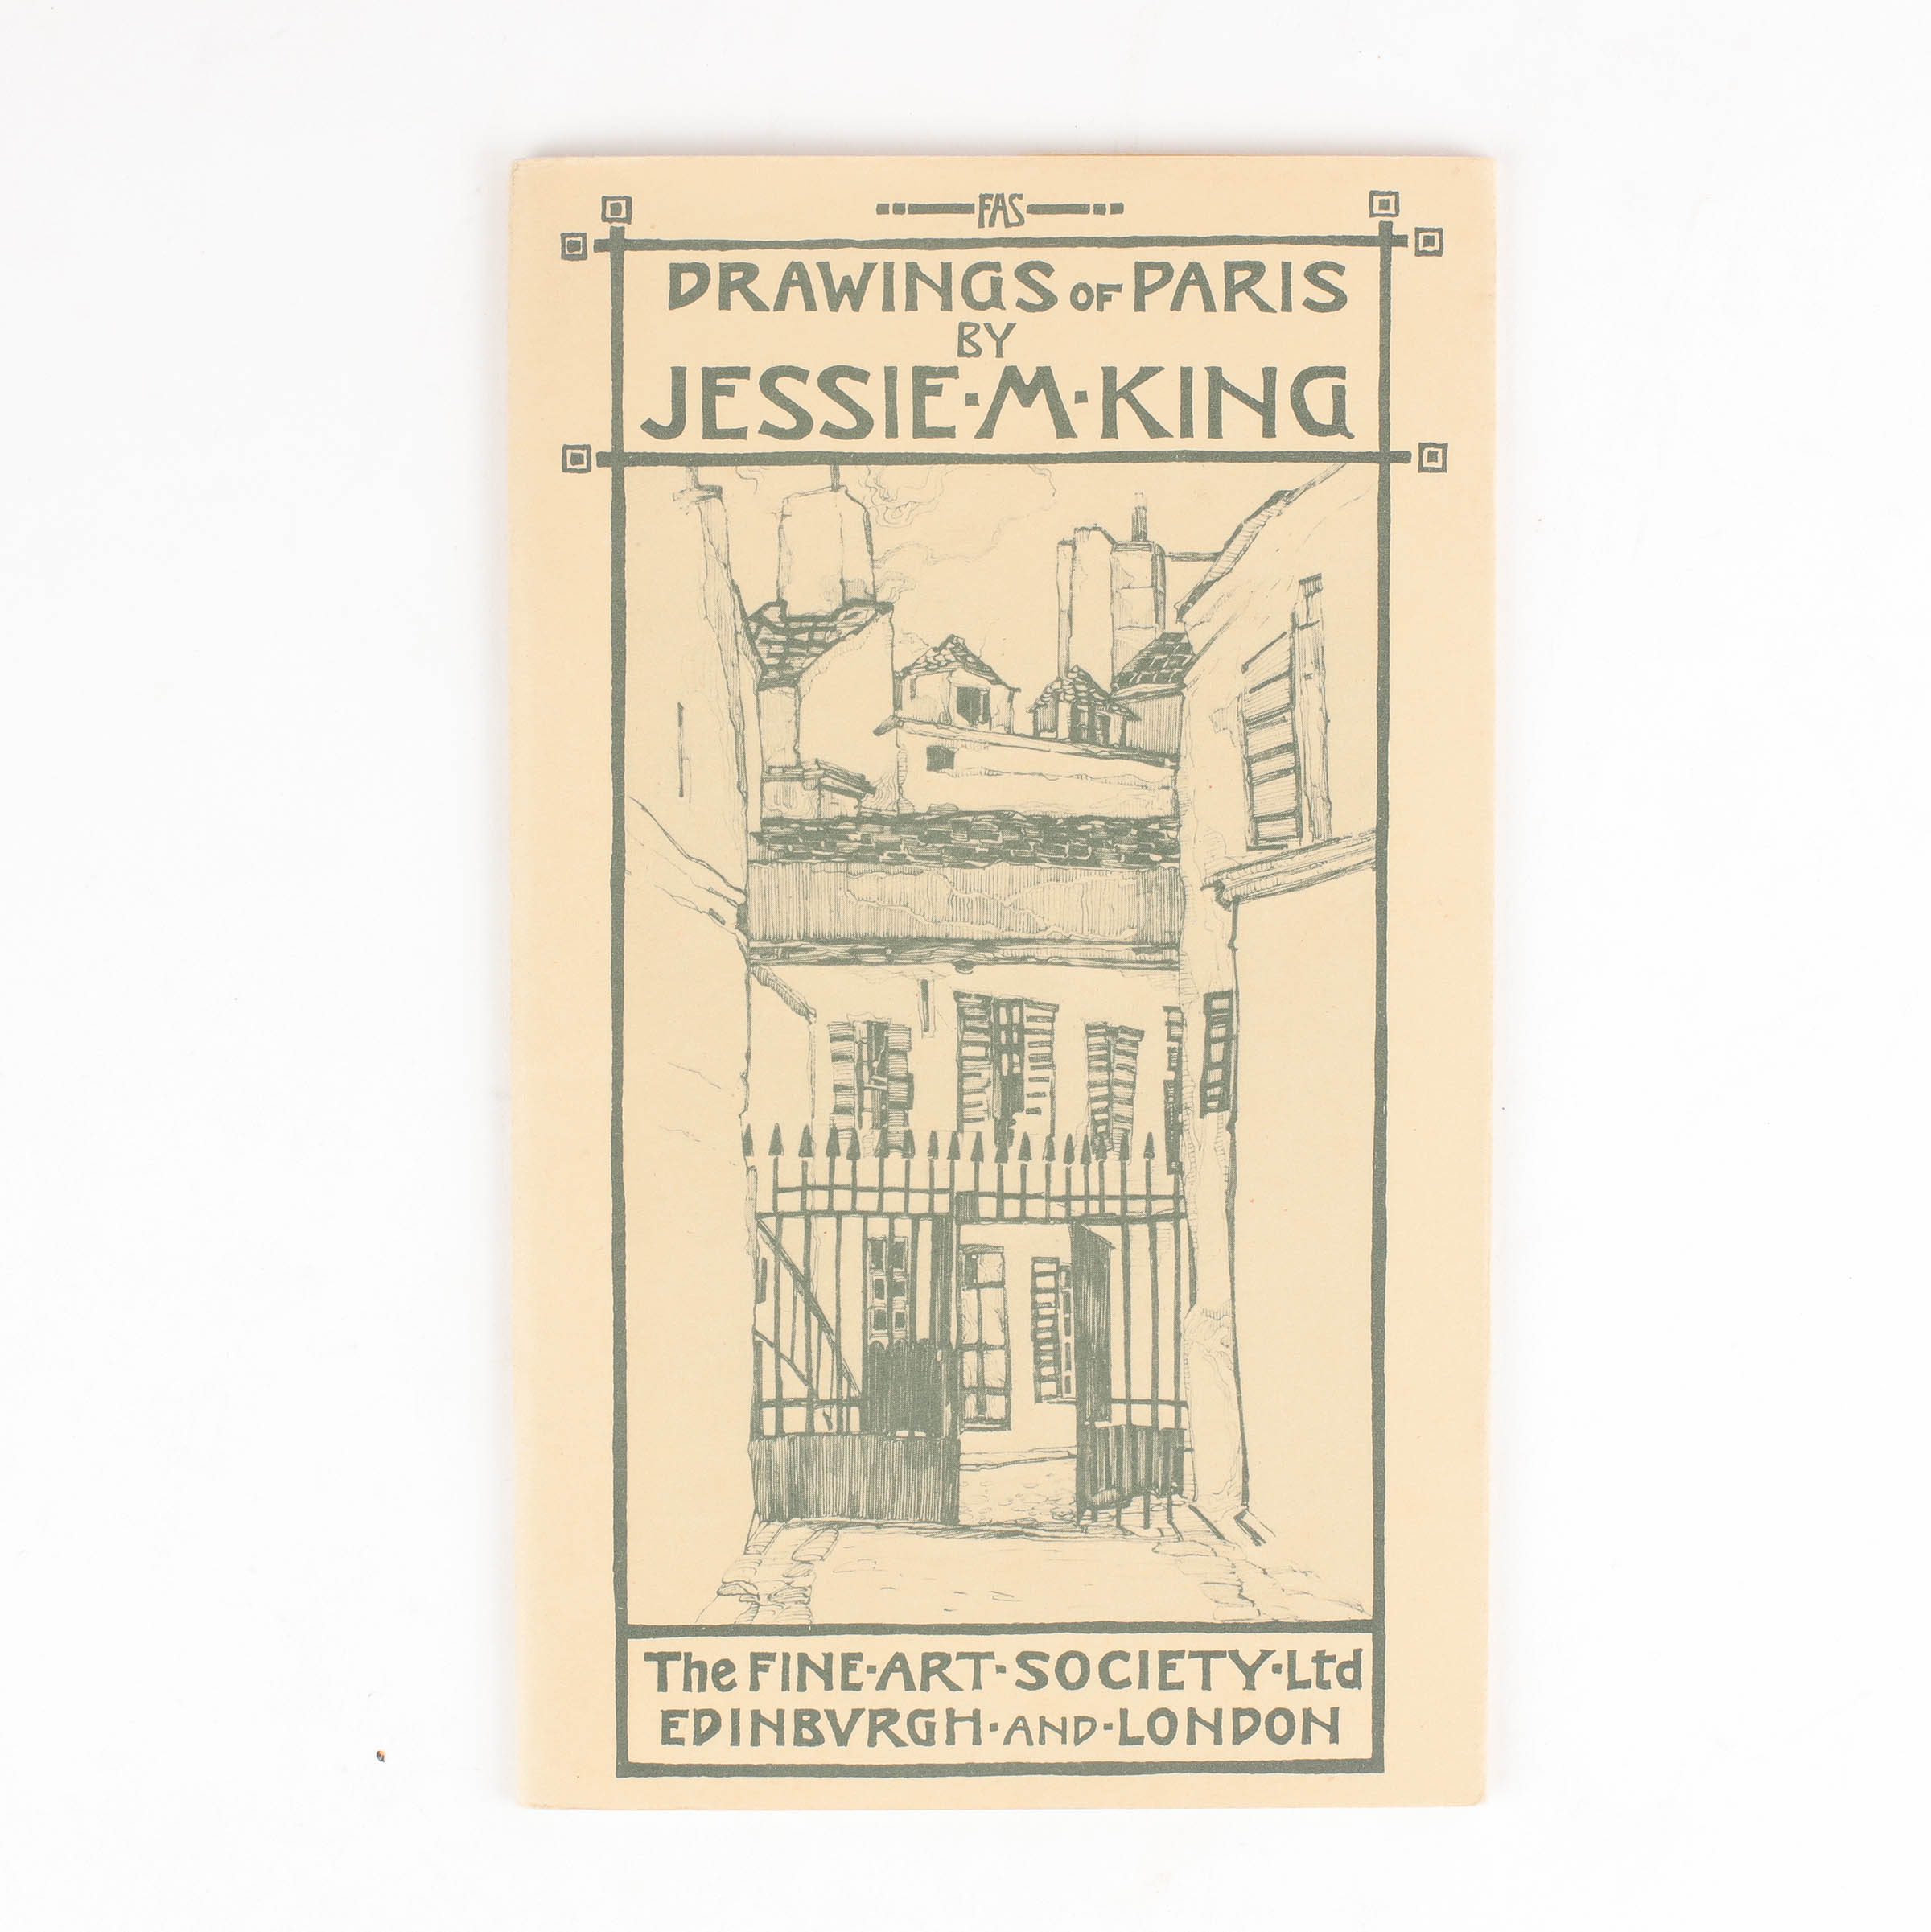 FAS
DRAWINGS OF PARIS
BY
JESSIE·M·KING
The FINE·ART·SOCIETY·Ltd
EDINBVRGH·AND·LONDON